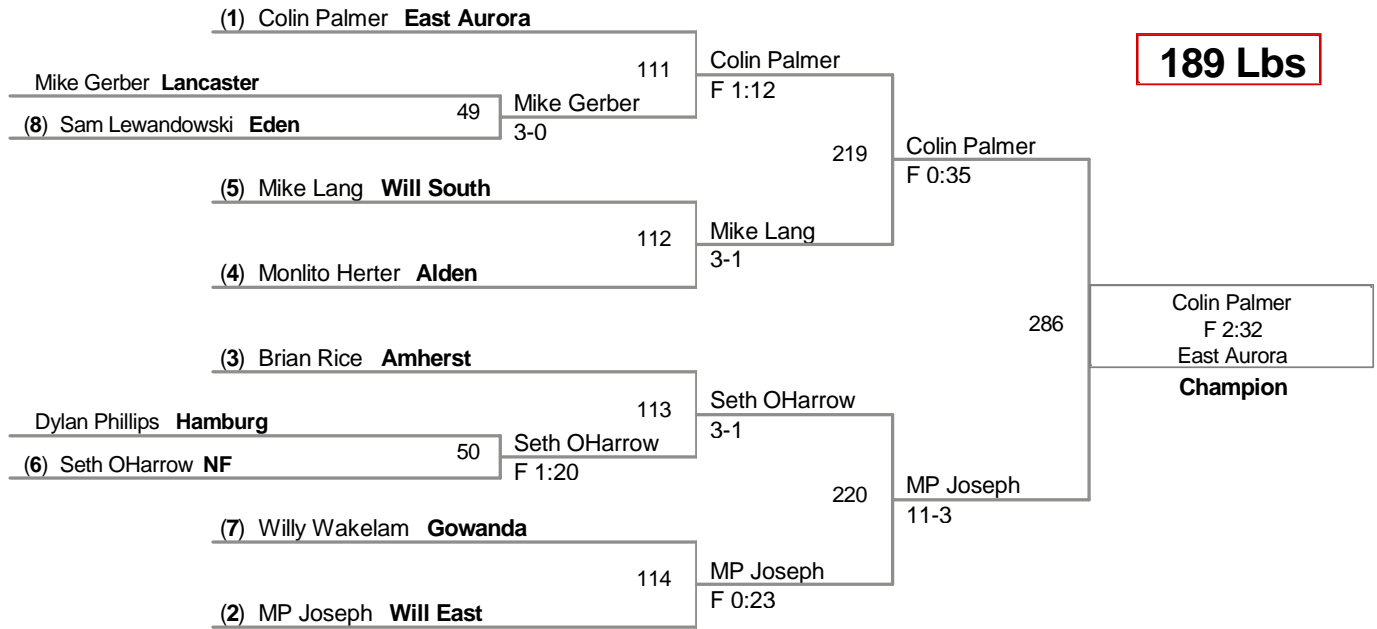 (1) Colin Palmer East Aurora
189 Lbs
111
Colin Palmer
F 1:12
Mike Gerber Lancaster
49
Mike Gerber
3-0
(8) Sam Lewandowski Eden
219
Colin Palmer
F 0:35
(5) Mike Lang Will South
112
Mike Lang
3-1
(4) Monlito Herter Alden
286
Colin Palmer
F 2:32
East Aurora
Champion
(3) Brian Rice Amherst
113
Seth OHarrow
3-1
Dylan Phillips Hamburg
50
Seth OHarrow
F 1:20
(6) Seth OHarrow NF
220
MP Joseph
11-3
(7) Willy Wakelam Gowanda
114
MP Joseph
F 0:23
(2) MP Joseph Will East